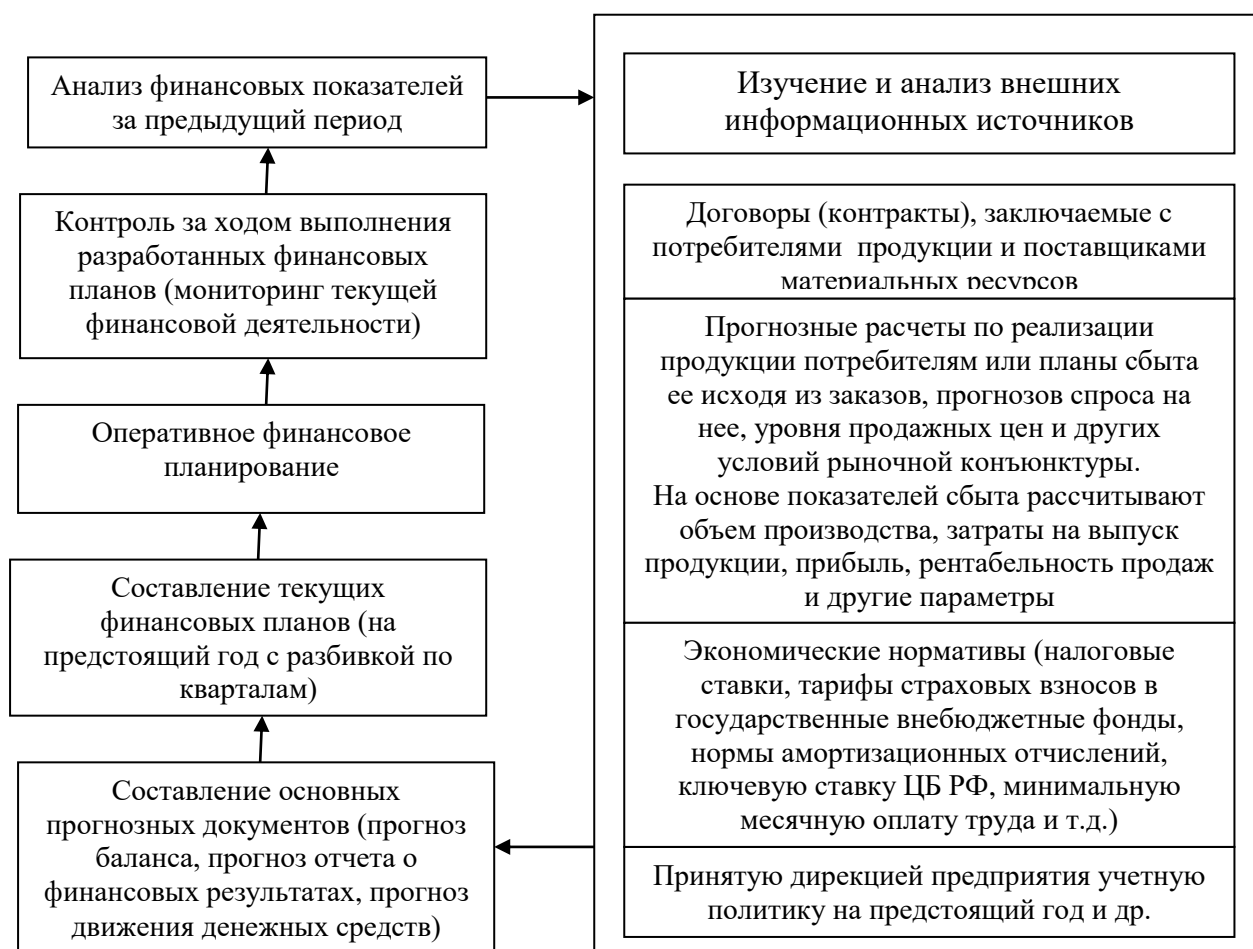 Анализ финансовых показателей
за предыдущий период
Контроль за ходом выполнения
разработанных финансовых
планов (мониторинг текущей
финансовой деятельности)
Оперативное финансовое
планирование
Составление текущих
финансовых планов (на
предстоящий год с разбивкой по
кварталам)
Составление основных
прогнозных документов (прогноз
баланса, прогноз отчета о
финансовых результатах, прогноз
движения денежных средств)
Изучение и анализ внешних
информационных источников
Договоры (контракты), заключаемые с
потребителями продукции и поставщиками
материальных ресурсов
Прогнозные расчеты по реализации
продукции потребителям или планы сбыта
ее исходя из заказов, прогнозов спроса на
нее, уровня продажных цен и других
условий рыночной конъюнктуры.
На основе показателей сбыта рассчитывают
объем производства, затраты на выпуск
продукции, прибыль, рентабельность продаж
и другие параметры
Экономические нормативы (налоговые
ставки, тарифы страховых взносов в
государственные внебюджетные фонды,
нормы амортизационных отчислений,
ключевую ставку ЦБ РФ, минимальную
месячную оплату труда и т.д.)
Принятую дирекцией предприятия учетную
политику на предстоящий год и др.